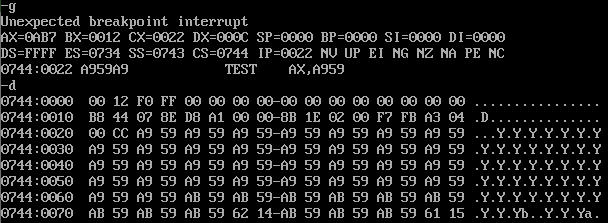 -g
Unexpected breakpoint interrupt
AX=0AB7 BX=0012 CX=0022 DX=000C SP=0000 BP=0000 SI=0000 DI=0000
DS=FFFF ES=0734 SS=0743 CS=0744 IP=0022 NV UP EI NG NZ NA PE NC
0744:0022 A959A9 TEST AX,A959
-d
0744:0000 00 12 F0 FF 00 00 00 00-00 00 00 00 00 00 00 00 ................
0744:0010 B8 44 07 8E D8 A1 00 00-8B 1E 02 00 F7 FB A3 04 .D..............
0744:0020 00 CC A9 59 A9 59 A9 59-A9 59 A9 59 A9 59 A9 59 ...Y.Y.Y.Y.Y.Y.Y
0744:0030 A9 59 A9 59 A9 59 A9 59-A9 59 A9 59 A9 59 A9 59 .Y.Y.Y.Y.Y.Y.Y.Y
0744:0040 A9 59 A9 59 A9 59 A9 59-A9 59 A9 59 A9 59 A9 59 .Y.Y.Y.Y.Y.Y.Y.Y
0744:0050 A9 59 A9 59 A9 59 A9 59-A9 59 A9 59 A9 59 A9 59 .Y.Y.Y.Y.Y.Y.Y.Y
0744:0060 A9 59 A9 59 AB 59 AB 59-AB 59 AB 59 AB 59 AB 59 .Y.Y.Y.Y.Y.Y.Y.Y
0744:0070 AB 59 AB 59 AB 59 62 14-AB 59 AB 59 AB 59 61 15 .Y.Y.Yb..Y.Y.Ya.